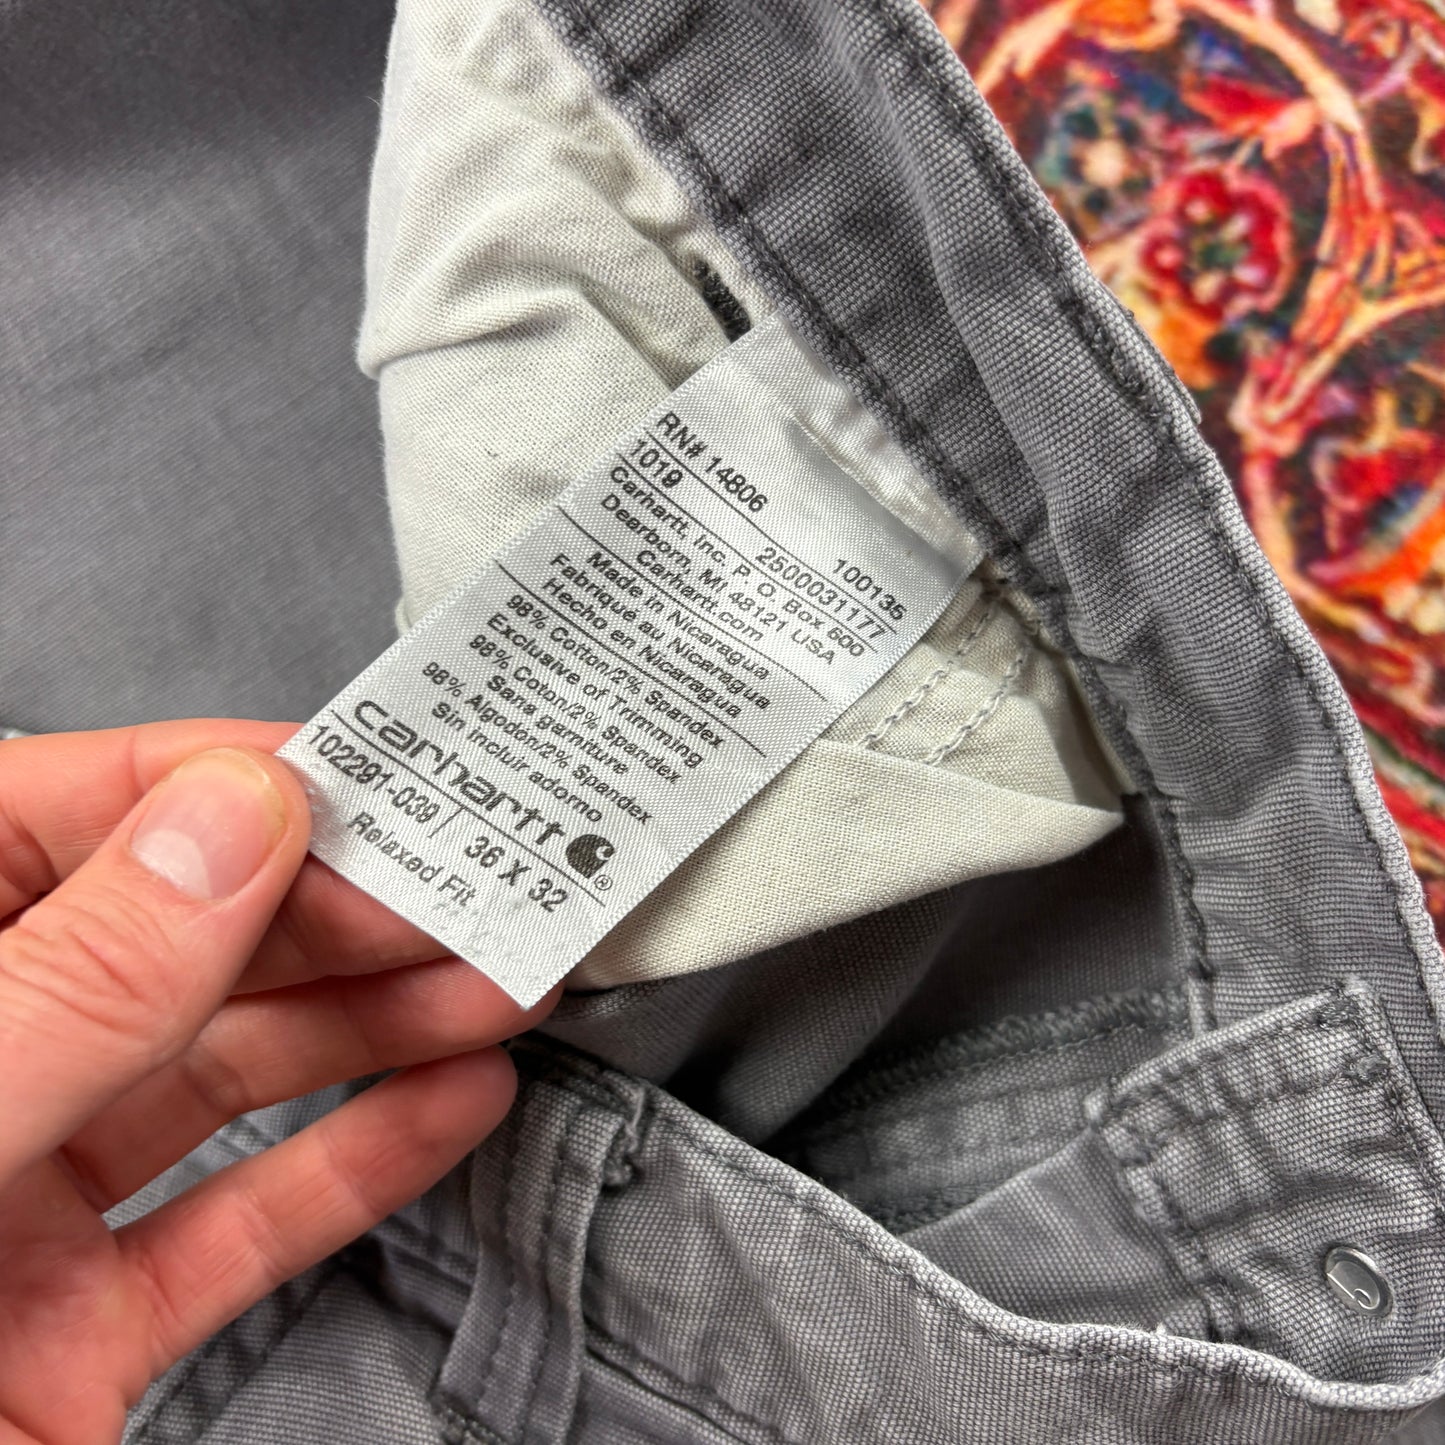 RN# 14806 100135
1019 2500031177
Carhartt, Inc. P. O. Box 600
Dearborn, MI 48121 USA
Carhartt.com
Made in Nicaragua
Fabriqué au Nicaragua
Hecho en Nicaragua
98% Cotton/2% Spandex
Exclusive of Trimming
98% Coton/2% Spandex
Sans garniture
98% Algodon/2% Spandex
Sin incluir adorno
carhartt ®
102291-039 36 X 32
Relaxed Fit